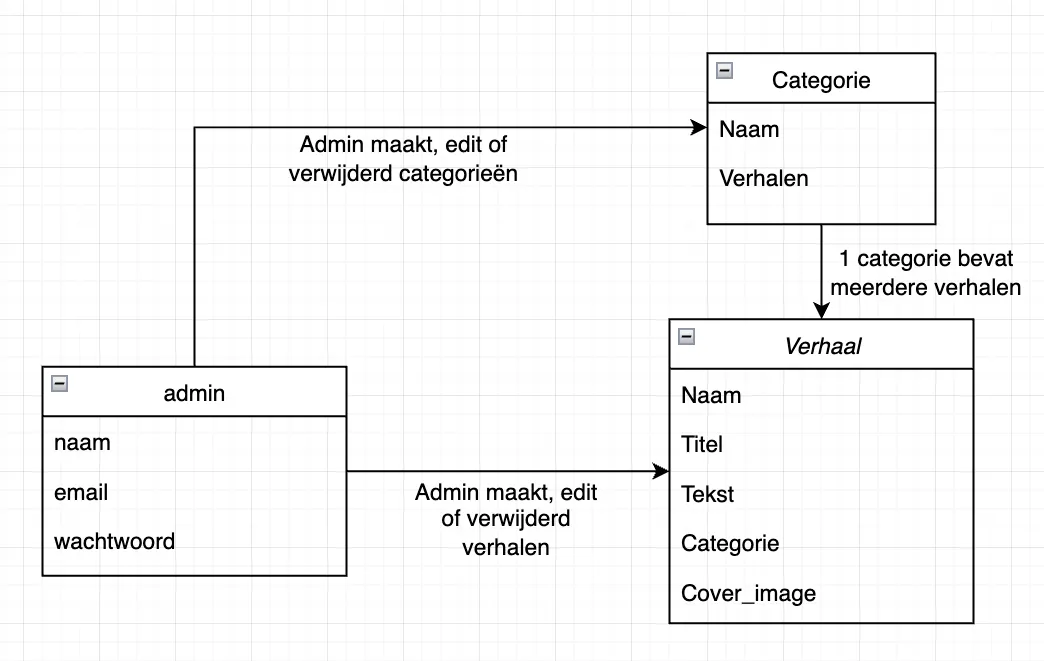 Categorie
Naam
Verhalen
Admin maakt, edit of
verwijderd categorieën
1 categorie bevat
meerdere verhalen
admin
naam
email
wachtwoord
Admin maakt, edit
of verwijderd
verhalen
Verhaal
Naam
Titel
Tekst
Categorie
Cover_image